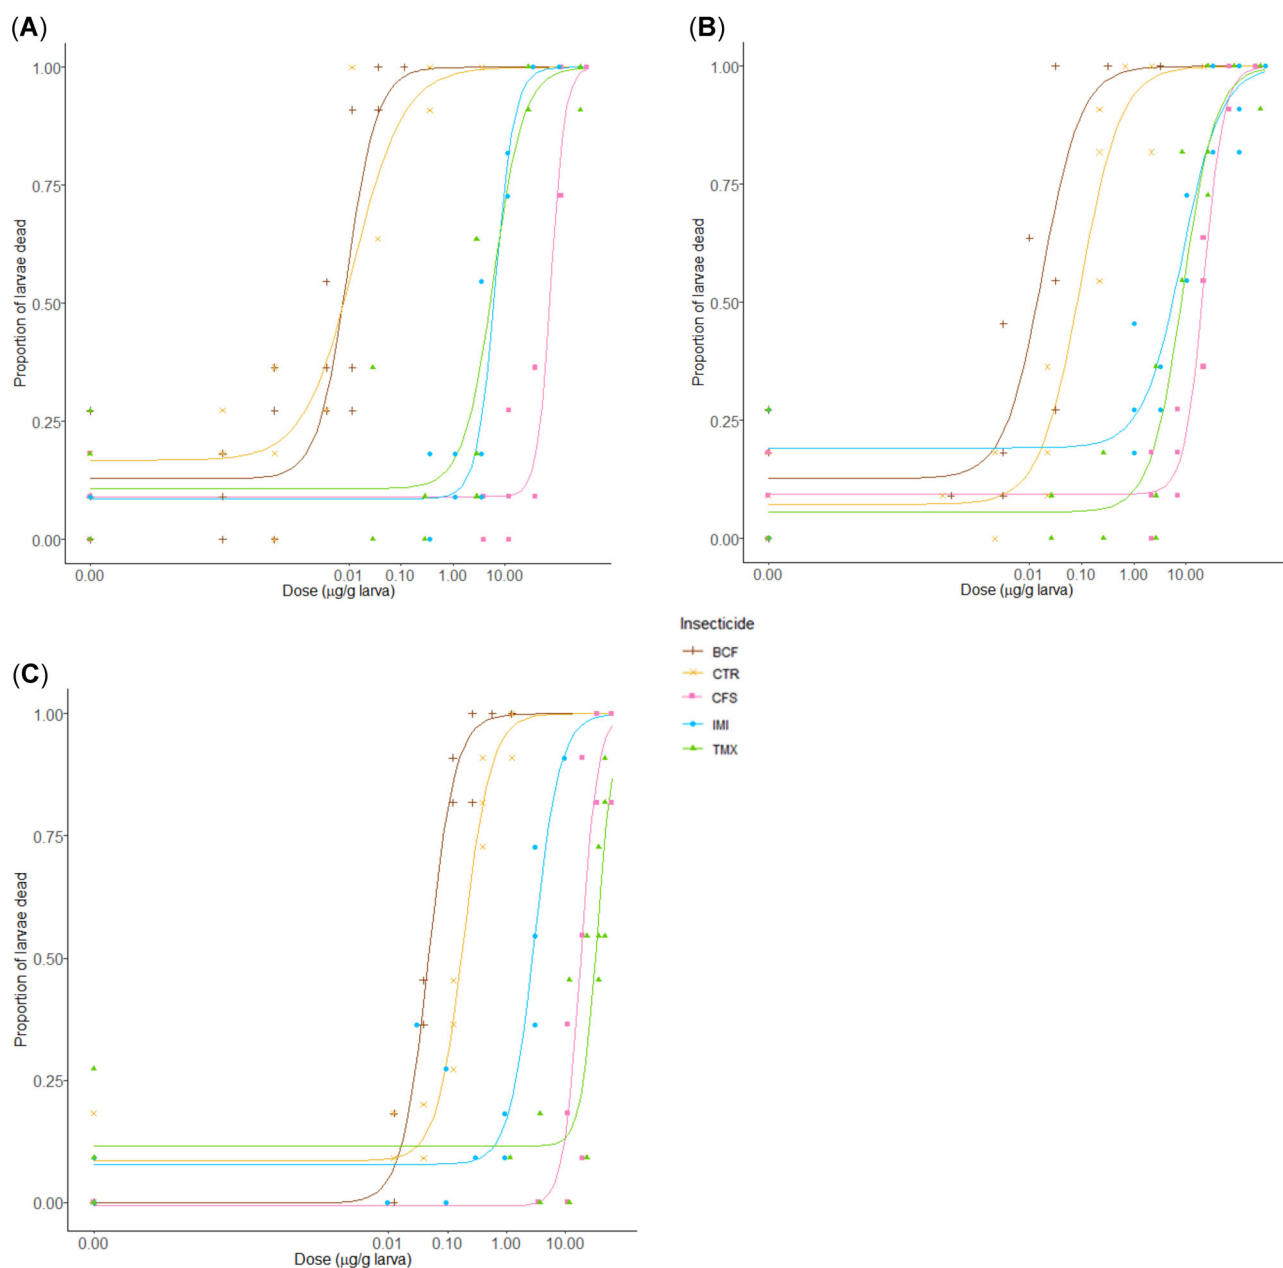 (A)
1.00
0.75
0.50
0.25
0.00
Proportion of larvae dead
0.00 0.01 0.10 1.00 10.00
Dose (µg/g larva)
(B)
1.00
0.75
0.50
0.25
0.00
Proportion of larvae dead
0.00 0.01 0.10 1.00 10.00
Dose (µg/g larva)
Insecticide
BCF
CTR
CFS
IMI
TMX
(C)
1.00
0.75
0.50
0.25
0.00
Proportion of larvae dead
0.00 0.01 0.10 1.00 10.00
Dose (µg/g larva)